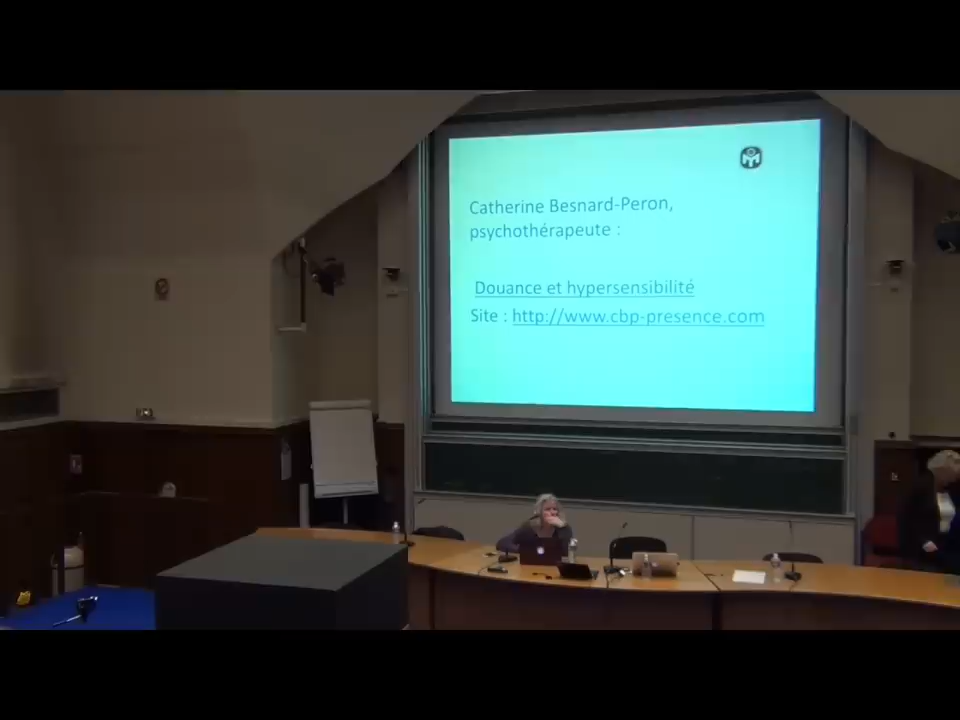 Catherine Besnard-Peron,
psychothérapeute :
Douance et hypersensibilité
Site : http://www.cbp-presence.com